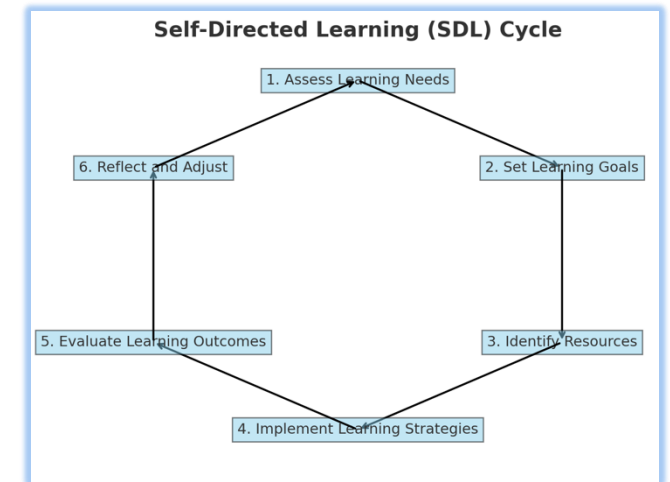 Self-Directed Learning (SDL) Cycle
1. Assess Learning Needs
2. Set Learning Goals
3. Identify Resources
4. Implement Learning Strategies
5. Evaluate Learning Outcomes
6. Reflect and Adjust